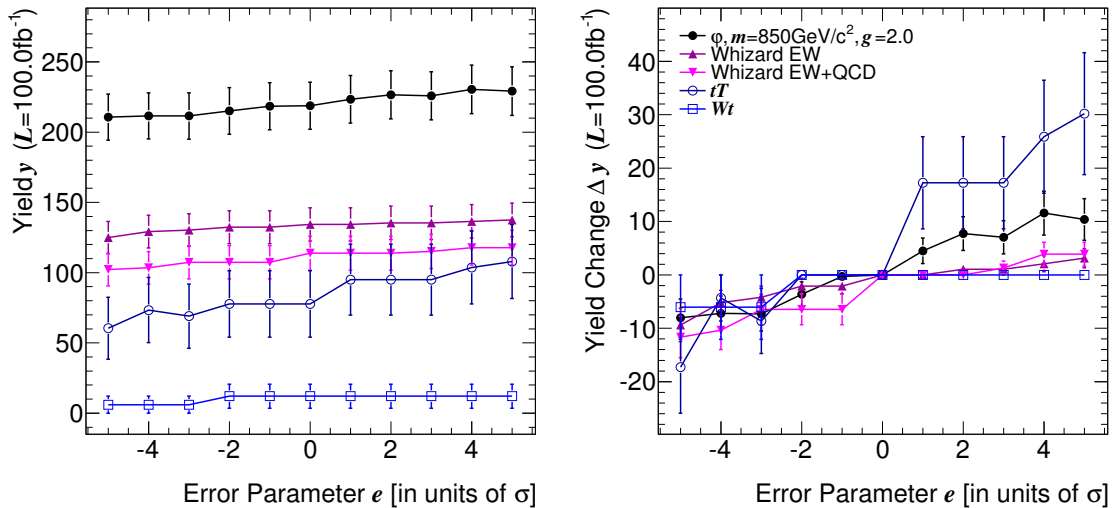 Yield y (L=100.0fb⁻¹)
250
200
150
100
50
0
-4 -2 0 2 4
Error Parameter e [in units of σ]
Yield Change Δ y (L=100.0fb⁻¹)
φ, m=850GeV/c², g=2.0
Whizard EW
Whizard EW+QCD
tT
Wt
40
30
20
10
0
-10
-20
-4 -2 0 2 4
Error Parameter e [in units of σ]